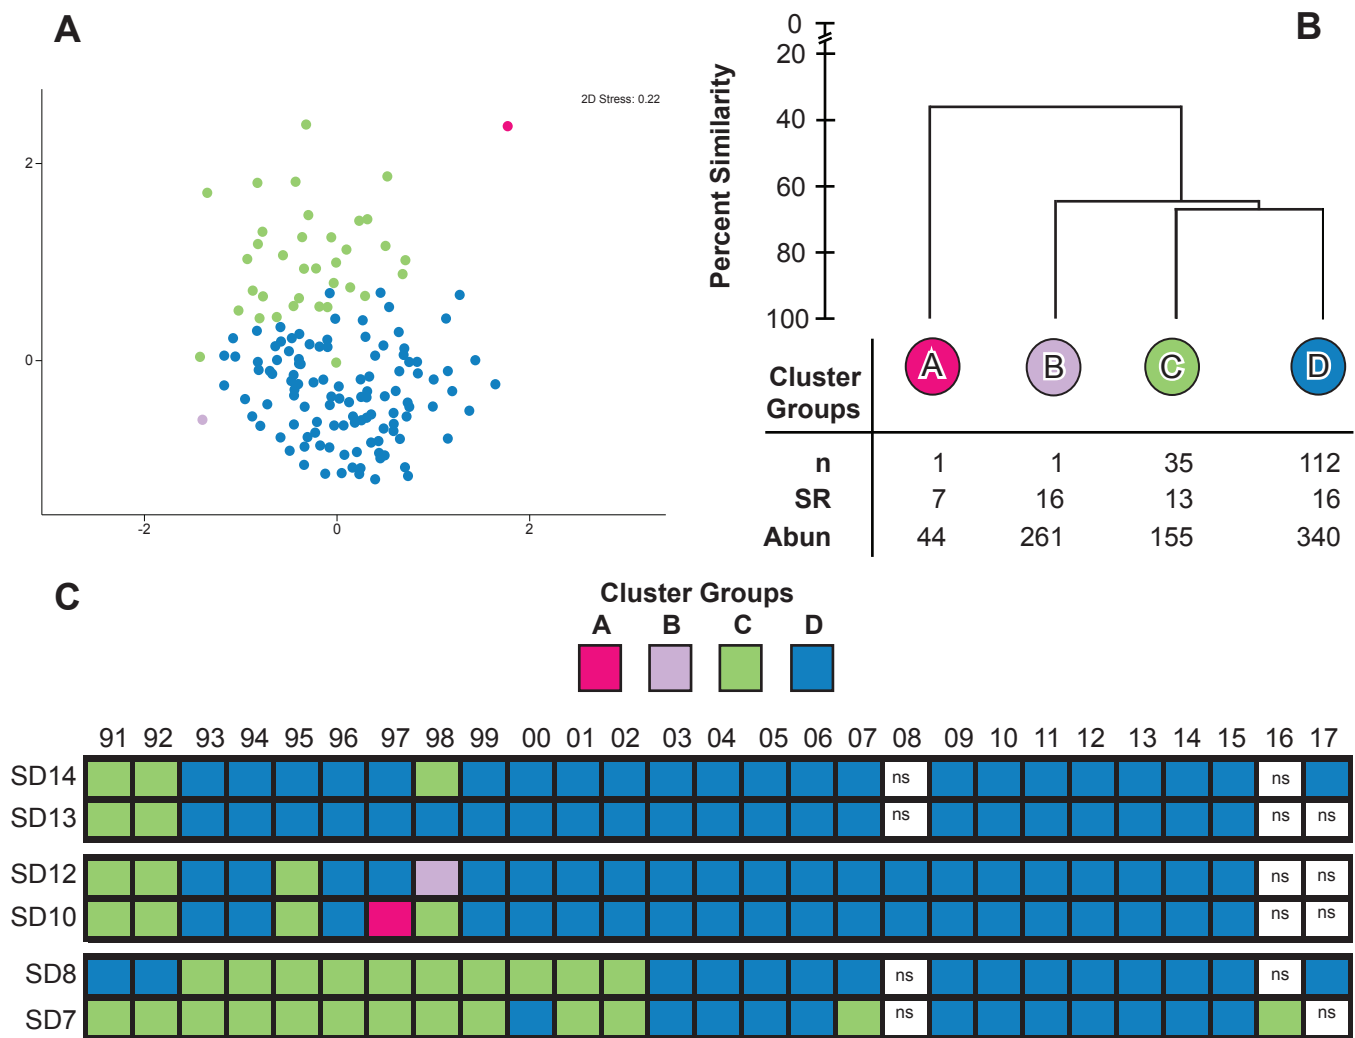 A
2D Stress: 0.22
2
0
-2 0 2
B
Percent Similarity
0
20
40
60
80
100
Cluster Groups
A B C D
n 1 1 35 112
SR 7 16 13 16
Abun 44 261 155 340
C
Cluster Groups
A B C D
91 92 93 94 95 96 97 98 99 00 01 02 03 04 05 06 07 08 09 10 11 12 13 14 15 16 17
SD14 ns ns
SD13 ns ns ns
SD12 ns ns
SD10 ns ns
SD8 ns ns
SD7 ns ns